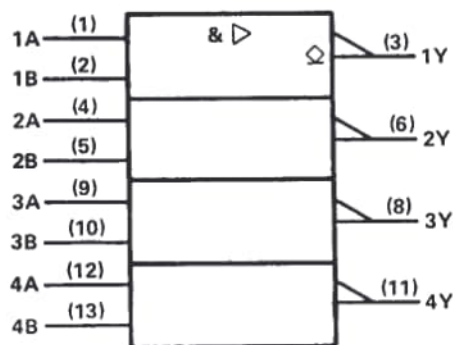 1A (1) & ▷ (3) 1Y
1B (2) ◇
2A (4) (6) 2Y
2B (5)
3A (9) (8) 3Y
3B (10)
4A (12) (11) 4Y
4B (13)